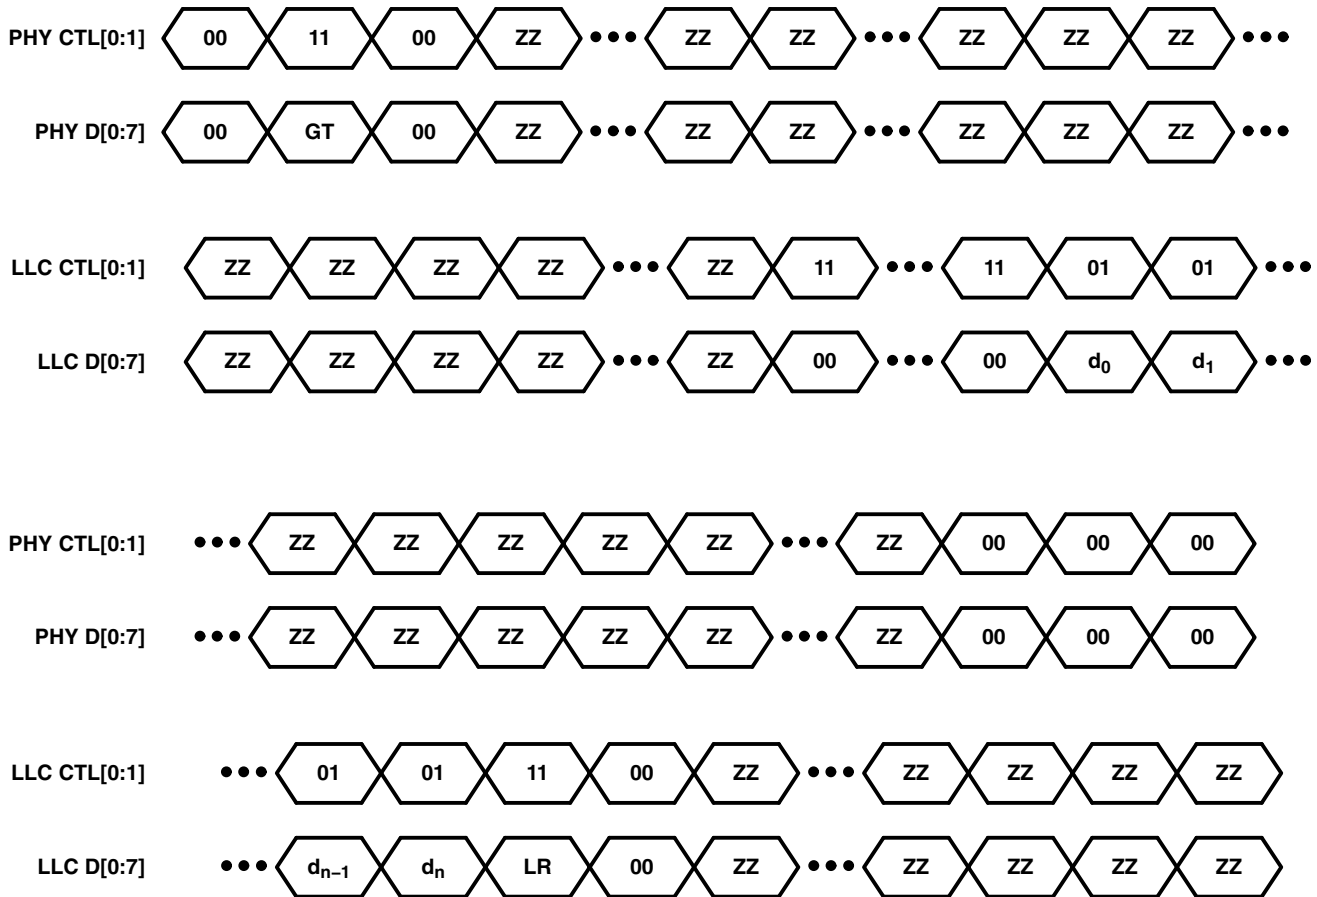 PHY CTL[0:1] 00 11 00 ZZ ••• ZZ ZZ ••• ZZ ZZ ZZ •••
PHY D[0:7] 00 GT 00 ZZ ••• ZZ ZZ ••• ZZ ZZ ZZ •••
LLC CTL[0:1] ZZ ZZ ZZ ZZ ••• ZZ 11 ••• 11 01 01 •••
LLC D[0:7] ZZ ZZ ZZ ZZ ••• ZZ 00 ••• 00 d0 d1 •••
PHY CTL[0:1] ••• ZZ ZZ ZZ ZZ ZZ ••• ZZ 00 00 00
PHY D[0:7] ••• ZZ ZZ ZZ ZZ ZZ ••• ZZ 00 00 00
LLC CTL[0:1] ••• 01 01 11 00 ZZ ••• ZZ ZZ ZZ ZZ
LLC D[0:7] ••• dn−1 dn LR 00 ZZ ••• ZZ ZZ ZZ ZZ